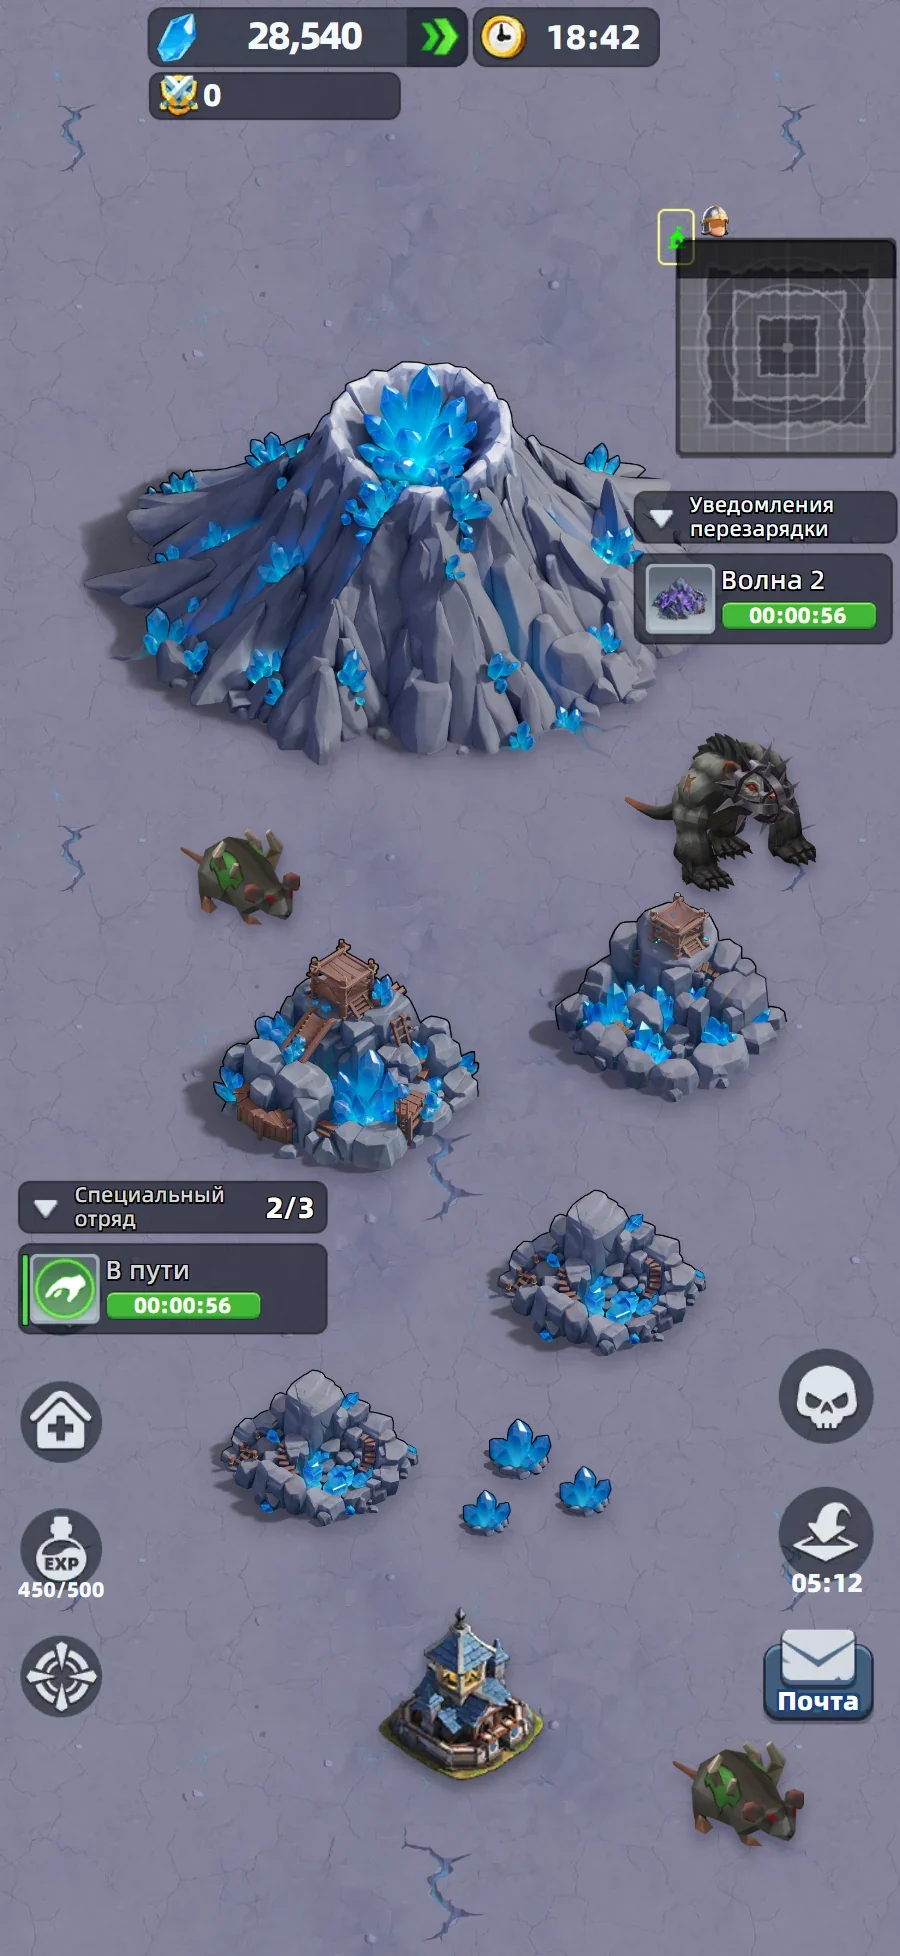 28,540
18:42
0
Уведомления
перезарядки
Волна 2
00:00:56
Специальный
отряд
2/3
В пути
00:00:56
EXP
450/500
05:12
Почта